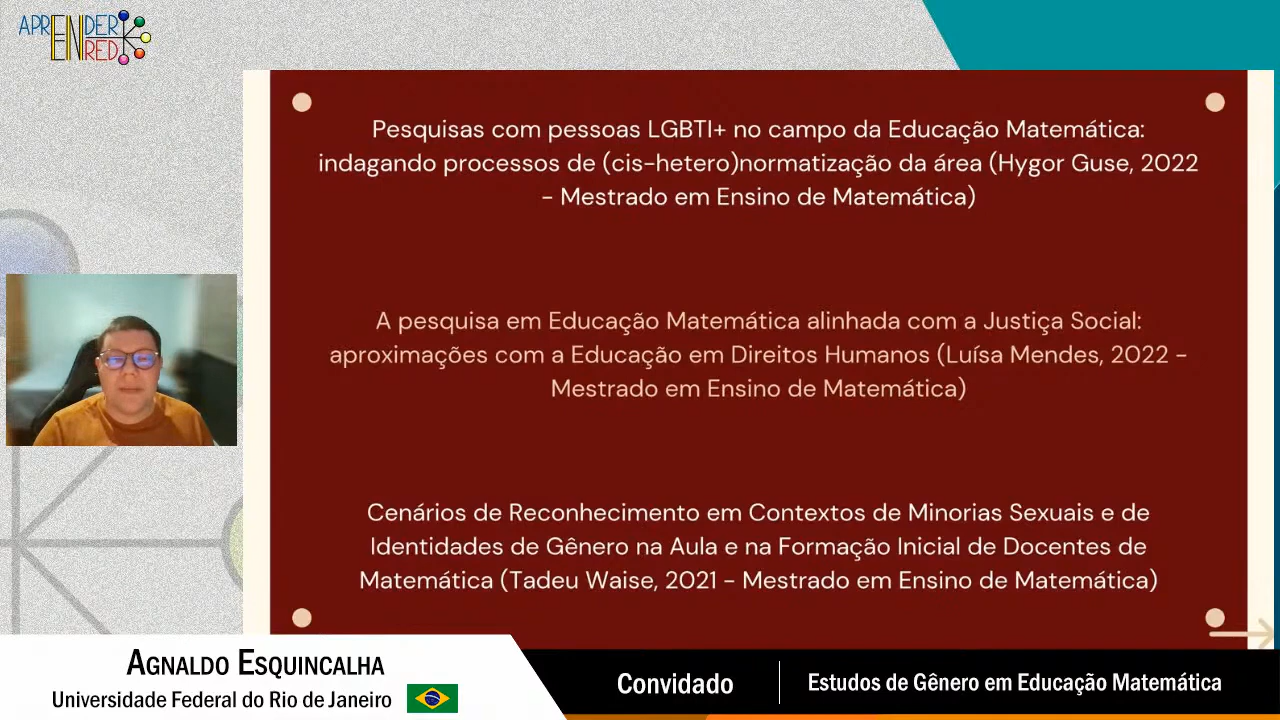 APRENDER
EN RED
Pesquisas com pessoas LGBTI+ no campo da Educação Matemática:
indagando processos de (cis-hetero)normatização da área (Hygor Guse, 2022
- Mestrado em Ensino de Matemática)
A pesquisa em Educação Matemática alinhada com a Justiça Social:
aproximações com a Educação em Direitos Humanos (Luísa Mendes, 2022 -
Mestrado em Ensino de Matemática)
Cenários de Reconhecimento em Contextos de Minorias Sexuais e de
Identidades de Gênero na Aula e na Formação Inicial de Docentes de
Matemática (Tadeu Waise, 2021 - Mestrado em Ensino de Matemática)
AGNALDO ESQUINCALHA
Universidade Federal do Rio de Janeiro
Convidado
Estudos de Gênero em Educação Matemática